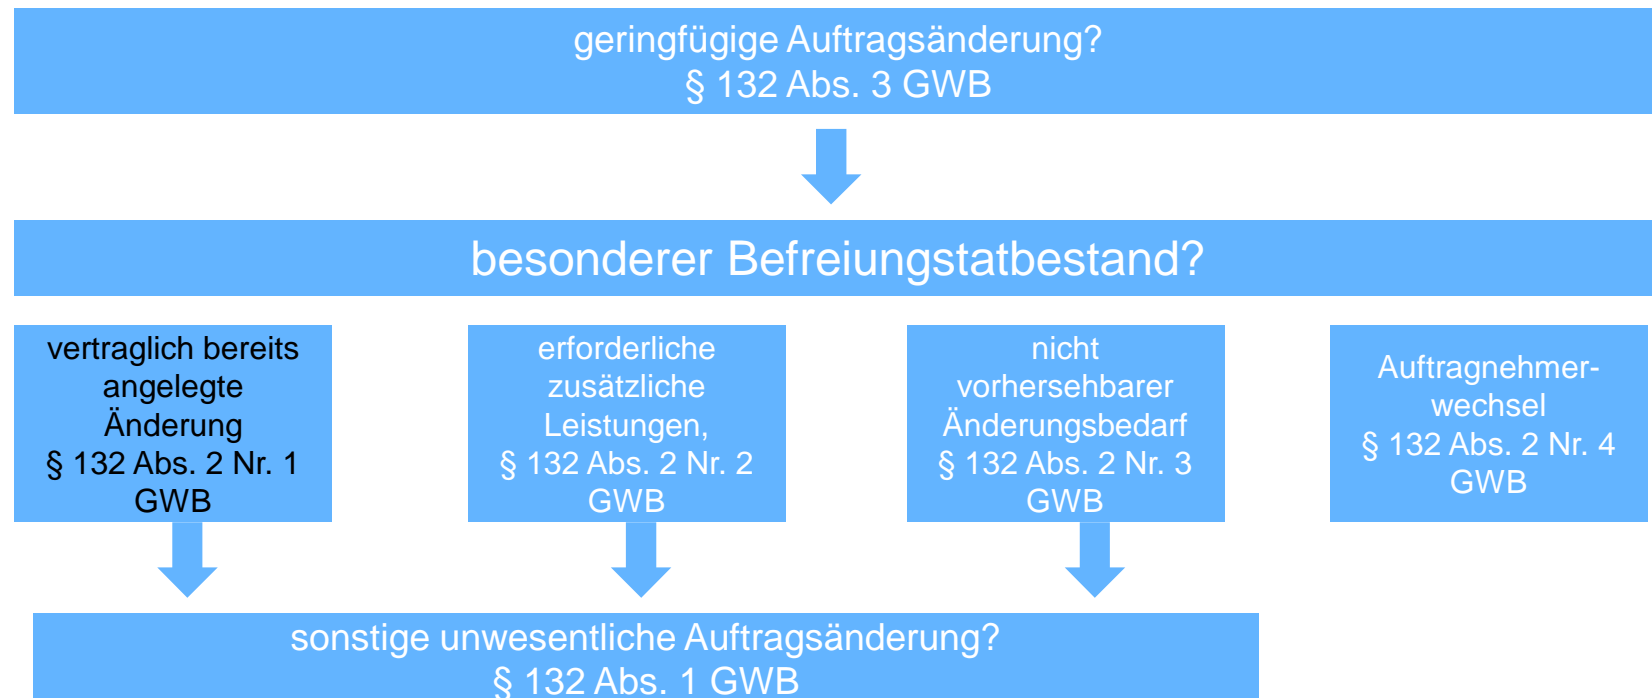 geringfügige Auftragsänderung?
§ 132 Abs. 3 GWB
besonderer Befreiungstatbestand?
vertraglich bereits
angelegte
Änderung
§ 132 Abs. 2 Nr. 1
GWB
erforderliche
zusätzliche
Leistungen,
§ 132 Abs. 2 Nr. 2
GWB
nicht
vorhersehbarer
Änderungsbedarf
§ 132 Abs. 2 Nr. 3
GWB
Auftragnehmer-
wechsel
§ 132 Abs. 2 Nr. 4
GWB
sonstige unwesentliche Auftragsänderung?
§ 132 Abs. 1 GWB